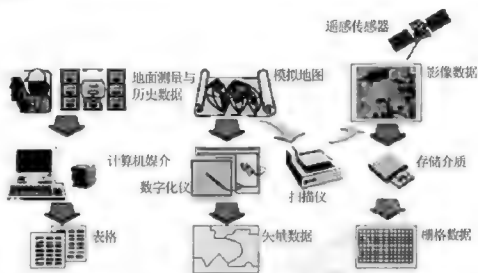 遥感传感器
地面测量与
历史数据
模拟地图
影像数据
计算机媒介
数字化仪
扫描仪
存储介质
表格
矢量数据
栅格数据